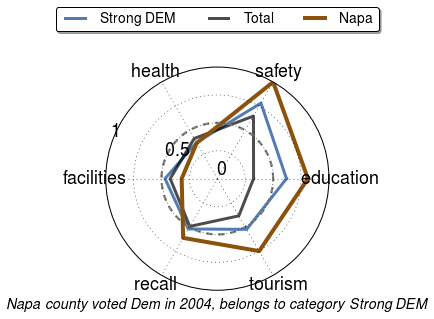 Strong DEM Total Napa
health safety
1
0.5
0
facilities education
recall tourism
Napa county voted Dem in 2004, belongs to category Strong DEM